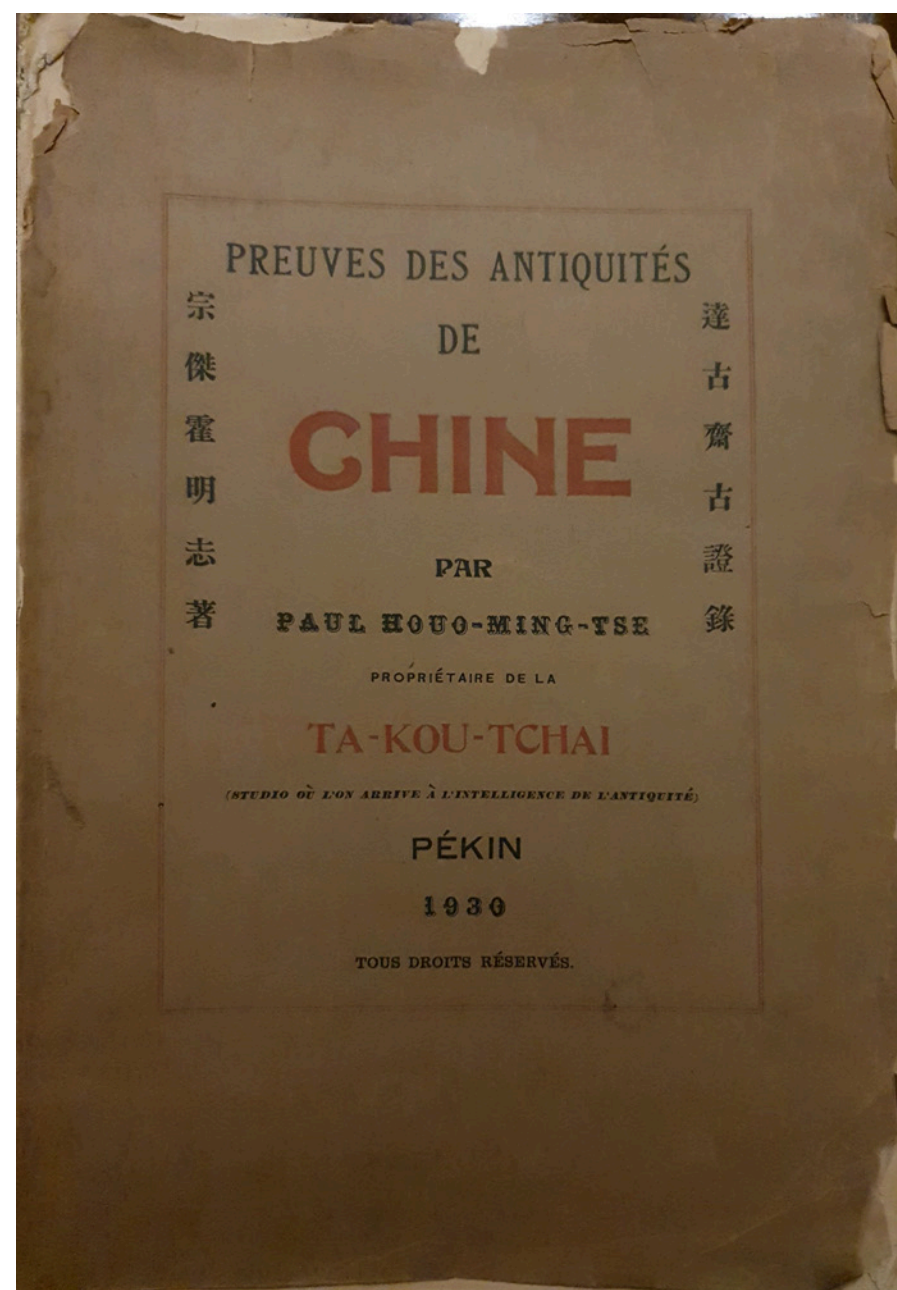 PREUVES DES ANTIQUITÉS
DE
CHINE
PAR
PAUL HOUO-MING-TSE
PROPRIÉTAIRE DE LA
TA-KOU-TCHAI
(STUDIO OÙ L'ON ARRIVE À L'INTELLIGENCE DE L'ANTIQUITÉ)
PÉKIN
1930
TOUS DROITS RÉSERVÉS.
達古齋古證錄
宗傑霍明志著